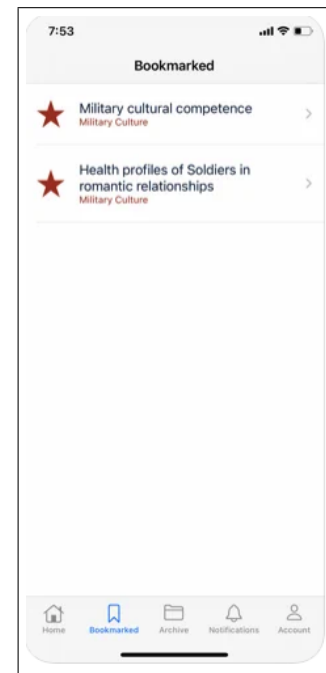 7:53
Bookmarked
Military cultural competence
Military Culture
Health profiles of Soldiers in
romantic relationships
Military Culture
Home Bookmarked Archive Notifications Account